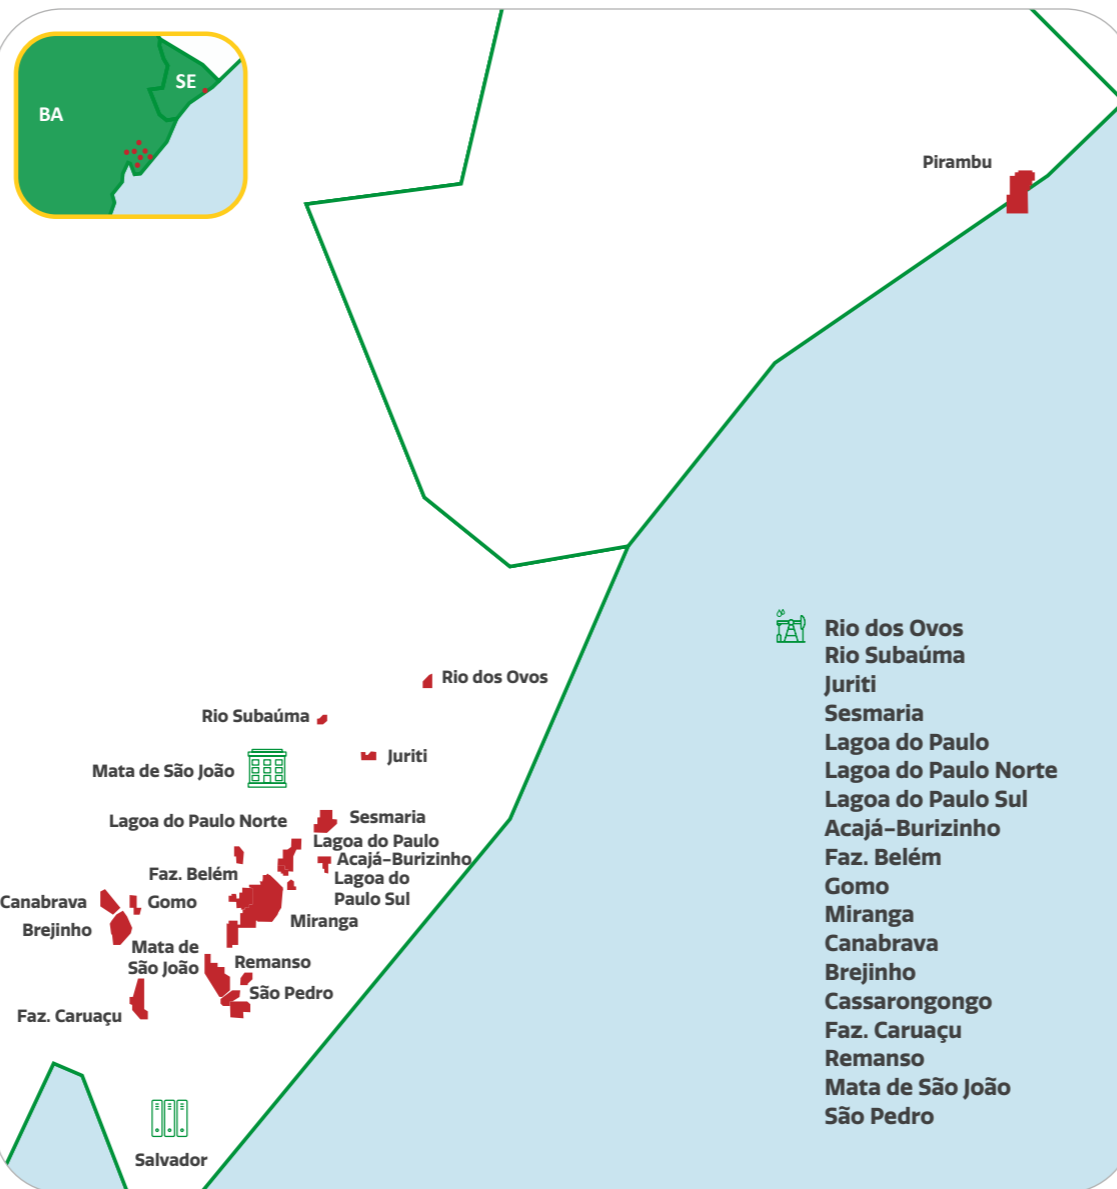 SE
BA
Pirambu
Rio dos Ovos
Rio Subaúma
Juriti
Mata de São João
Lagoa do Paulo Norte
Sesmaria
Lagoa do Paulo
Acajá-Burizinho
Faz. Belém
Lagoa do
Paulo Sul
Canabrava
Gomo
Miranga
Brejinho
Mata de
São João
Remanso
São Pedro
Faz. Caruaçu
Salvador
Rio dos Ovos
Rio Subaúma
Juriti
Sesmaria
Lagoa do Paulo
Lagoa do Paulo Norte
Lagoa do Paulo Sul
Acajá-Burizinho
Faz. Belém
Gomo
Miranga
Canabrava
Brejinho
Cassarongongo
Faz. Caruaçu
Remanso
Mata de São João
São Pedro